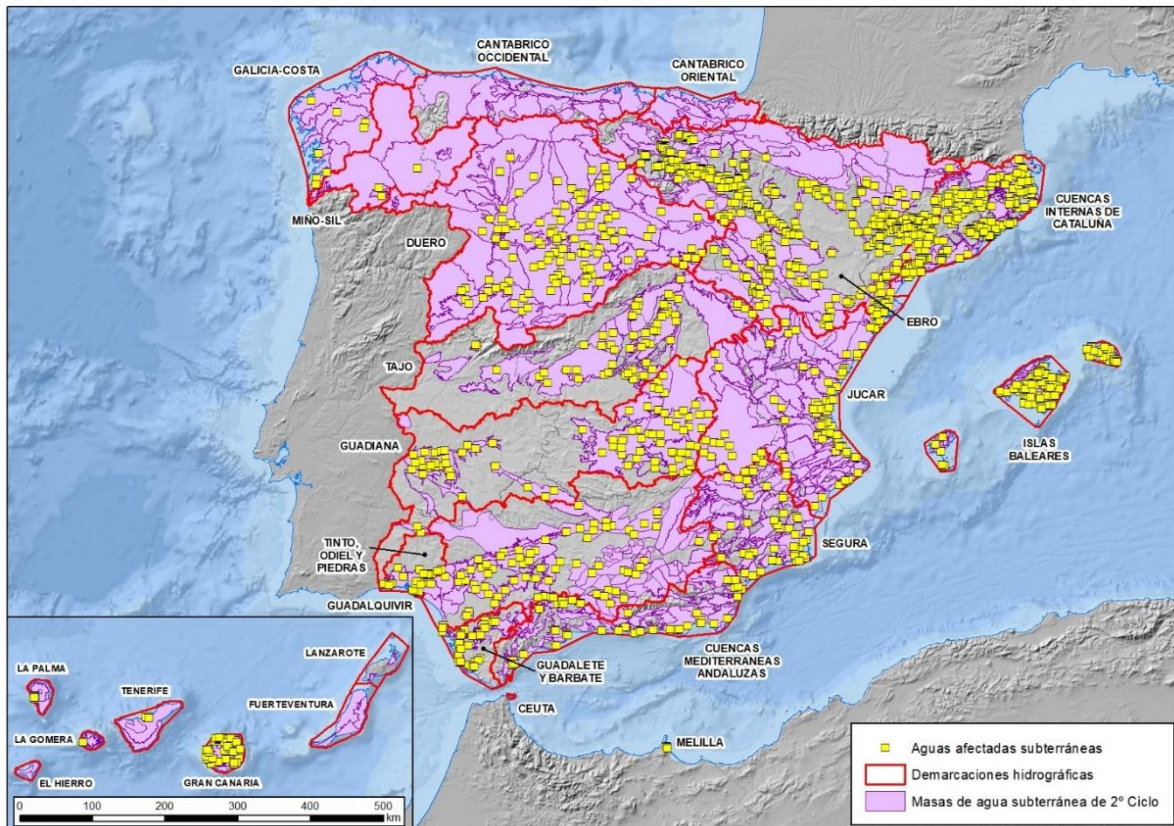 CANTABRICO
OCCIDENTAL
CANTABRICO
ORIENTAL
GALICIA-COSTA
MIÑO-SIL
DUERO
CUENCAS
INTERNAS DE
CATALUÑA
EBRO
TAJO
JUCAR
ISLAS
BALEARES
GUADIANA
SEGURA
TINTO,
ODIEL Y
PIEDRAS
GUADALQUIVIR
GUADALETE
Y BARBATE
CUENCAS
MEDITERRANEAS
ANDALUZAS
CEUTA
MELILLA
LANZAROTE
LA PALMA
TENERIFE
FUERTEVENTURA
LA GOMERA
EL HIERRO
GRAN CANARIA
0 100 200 300 400 500
km
Aguas afectadas subterráneas
Demarcaciones hidrográficas
Masas de agua subterránea de 2º Ciclo